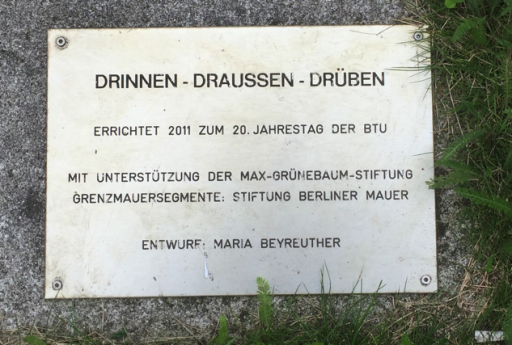 DRINNEN - DRAUSSEN - DRÜBEN
ERRICHTET 2011 ZUM 20. JAHRESTAG DER BTU
MIT UNTERSTÜTZUNG DER MAX-GRÜNEBAUM-STIFTUNG
GRENZMAUERSEGMENTE: STIFTUNG BERLINER MAUER
ENTWURF: MARIA BEYREUTHER